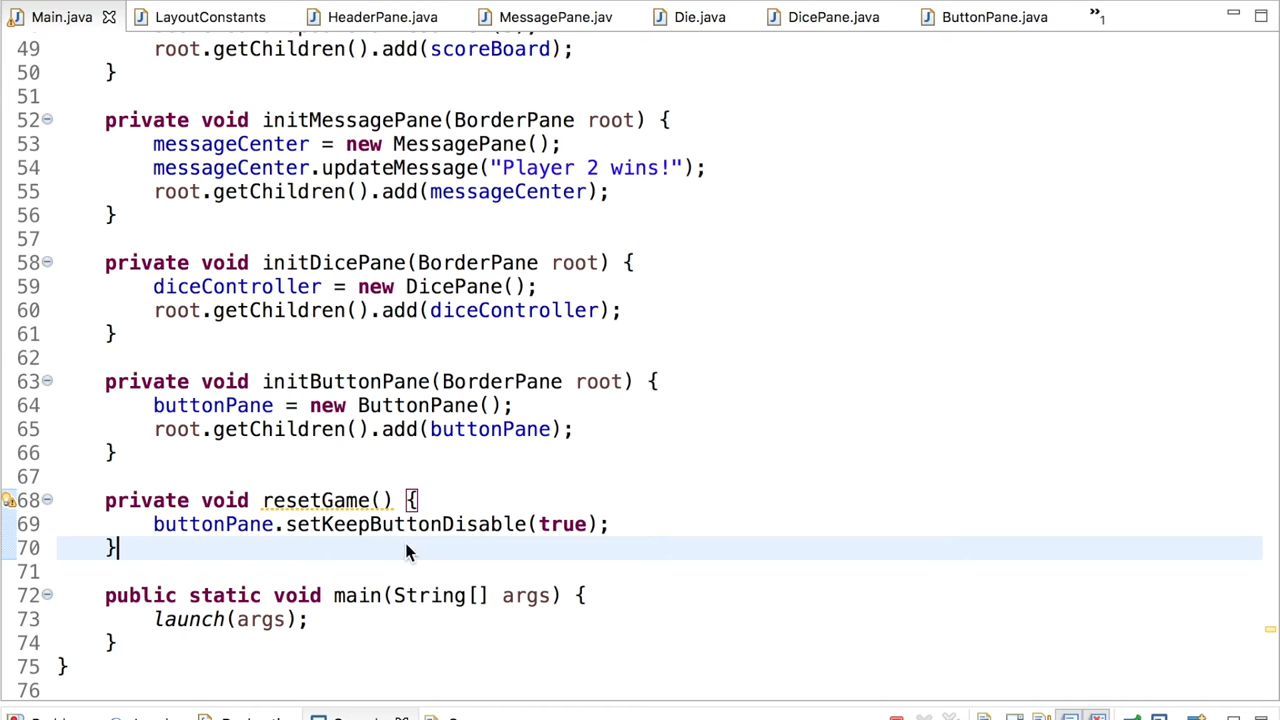 Main.java LayoutConstants HeaderPane.java MessagePane.jav Die.java DicePane.java ButtonPane.java »1
49 root.getChildren().add(scoreBoard);
50 }
51
52 private void initMessagePane(BorderPane root) {
53 messageCenter = new MessagePane();
54 messageCenter.updateMessage("Player 2 wins!");
55 root.getChildren().add(messageCenter);
56 }
57
58 private void initDicePane(BorderPane root) {
59 diceController = new DicePane();
60 root.getChildren().add(diceController);
61 }
62
63 private void initButtonPane(BorderPane root) {
64 buttonPane = new ButtonPane();
65 root.getChildren().add(buttonPane);
66 }
67
68 private void resetGame() {
69 buttonPane.setKeepButtonDisable(true);
70 }
71
72 public static void main(String[] args) {
73 launch(args);
74 }
75 }
76